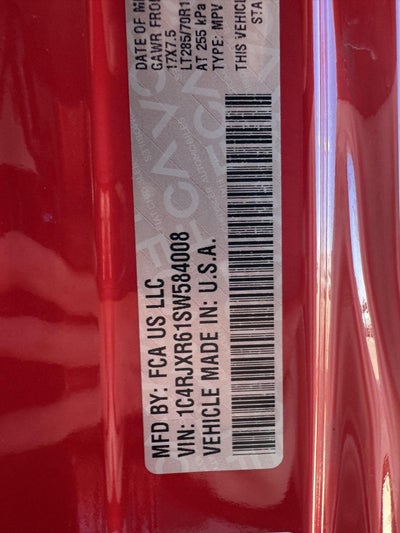 MFD BY: FCA US LLC
DATE OF M
GAWR FRO
17X7.5
LT285/70R1
AT 255 kPa
TYPE: MPV
VIN: 1C4RJXR61SW584008
THIS VEHICLE
VEHICLE MADE IN: U.S.A.
STA